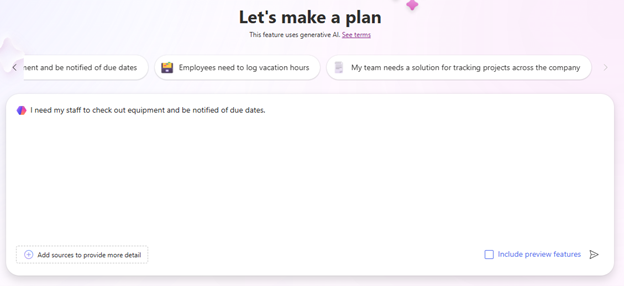 Let's make a plan
This feature uses generative AI. See terms
ment and be notified of due dates
Employees need to log vacation hours
My team needs a solution for tracking projects across the company
I need my staff to check out equipment and be notified of due dates.
Add sources to provide more detail
Include preview features